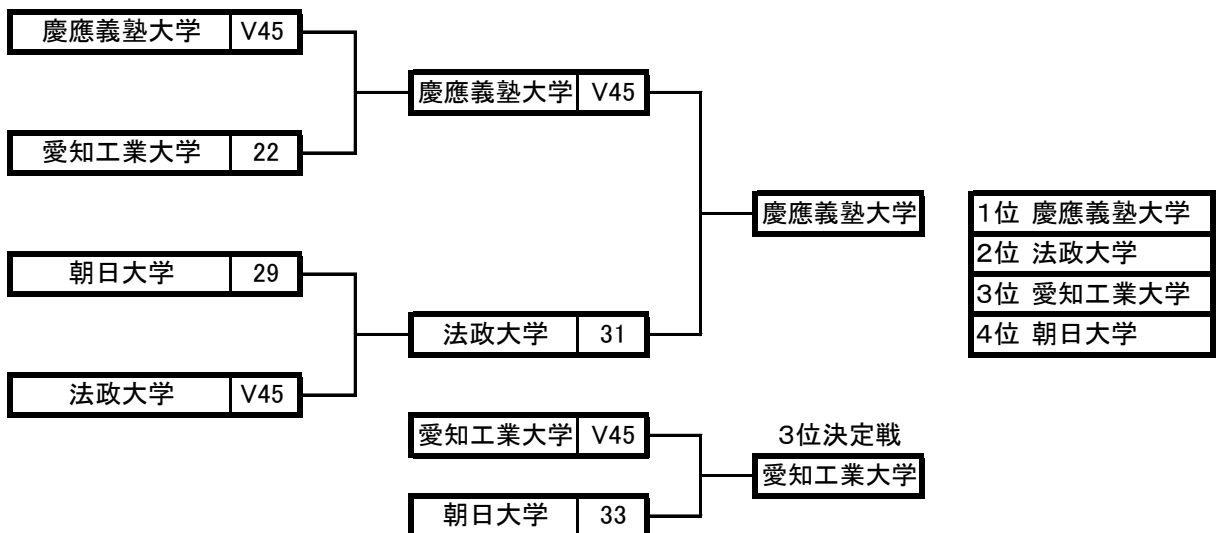 慶應義塾大学 V45
愛知工業大学 22
朝日大学 29
法政大学 V45
慶應義塾大学 V45
法政大学 31
慶應義塾大学
愛知工業大学 V45
朝日大学 33
3位決定戦
愛知工業大学
1位 慶應義塾大学
2位 法政大学
3位 愛知工業大学
4位 朝日大学